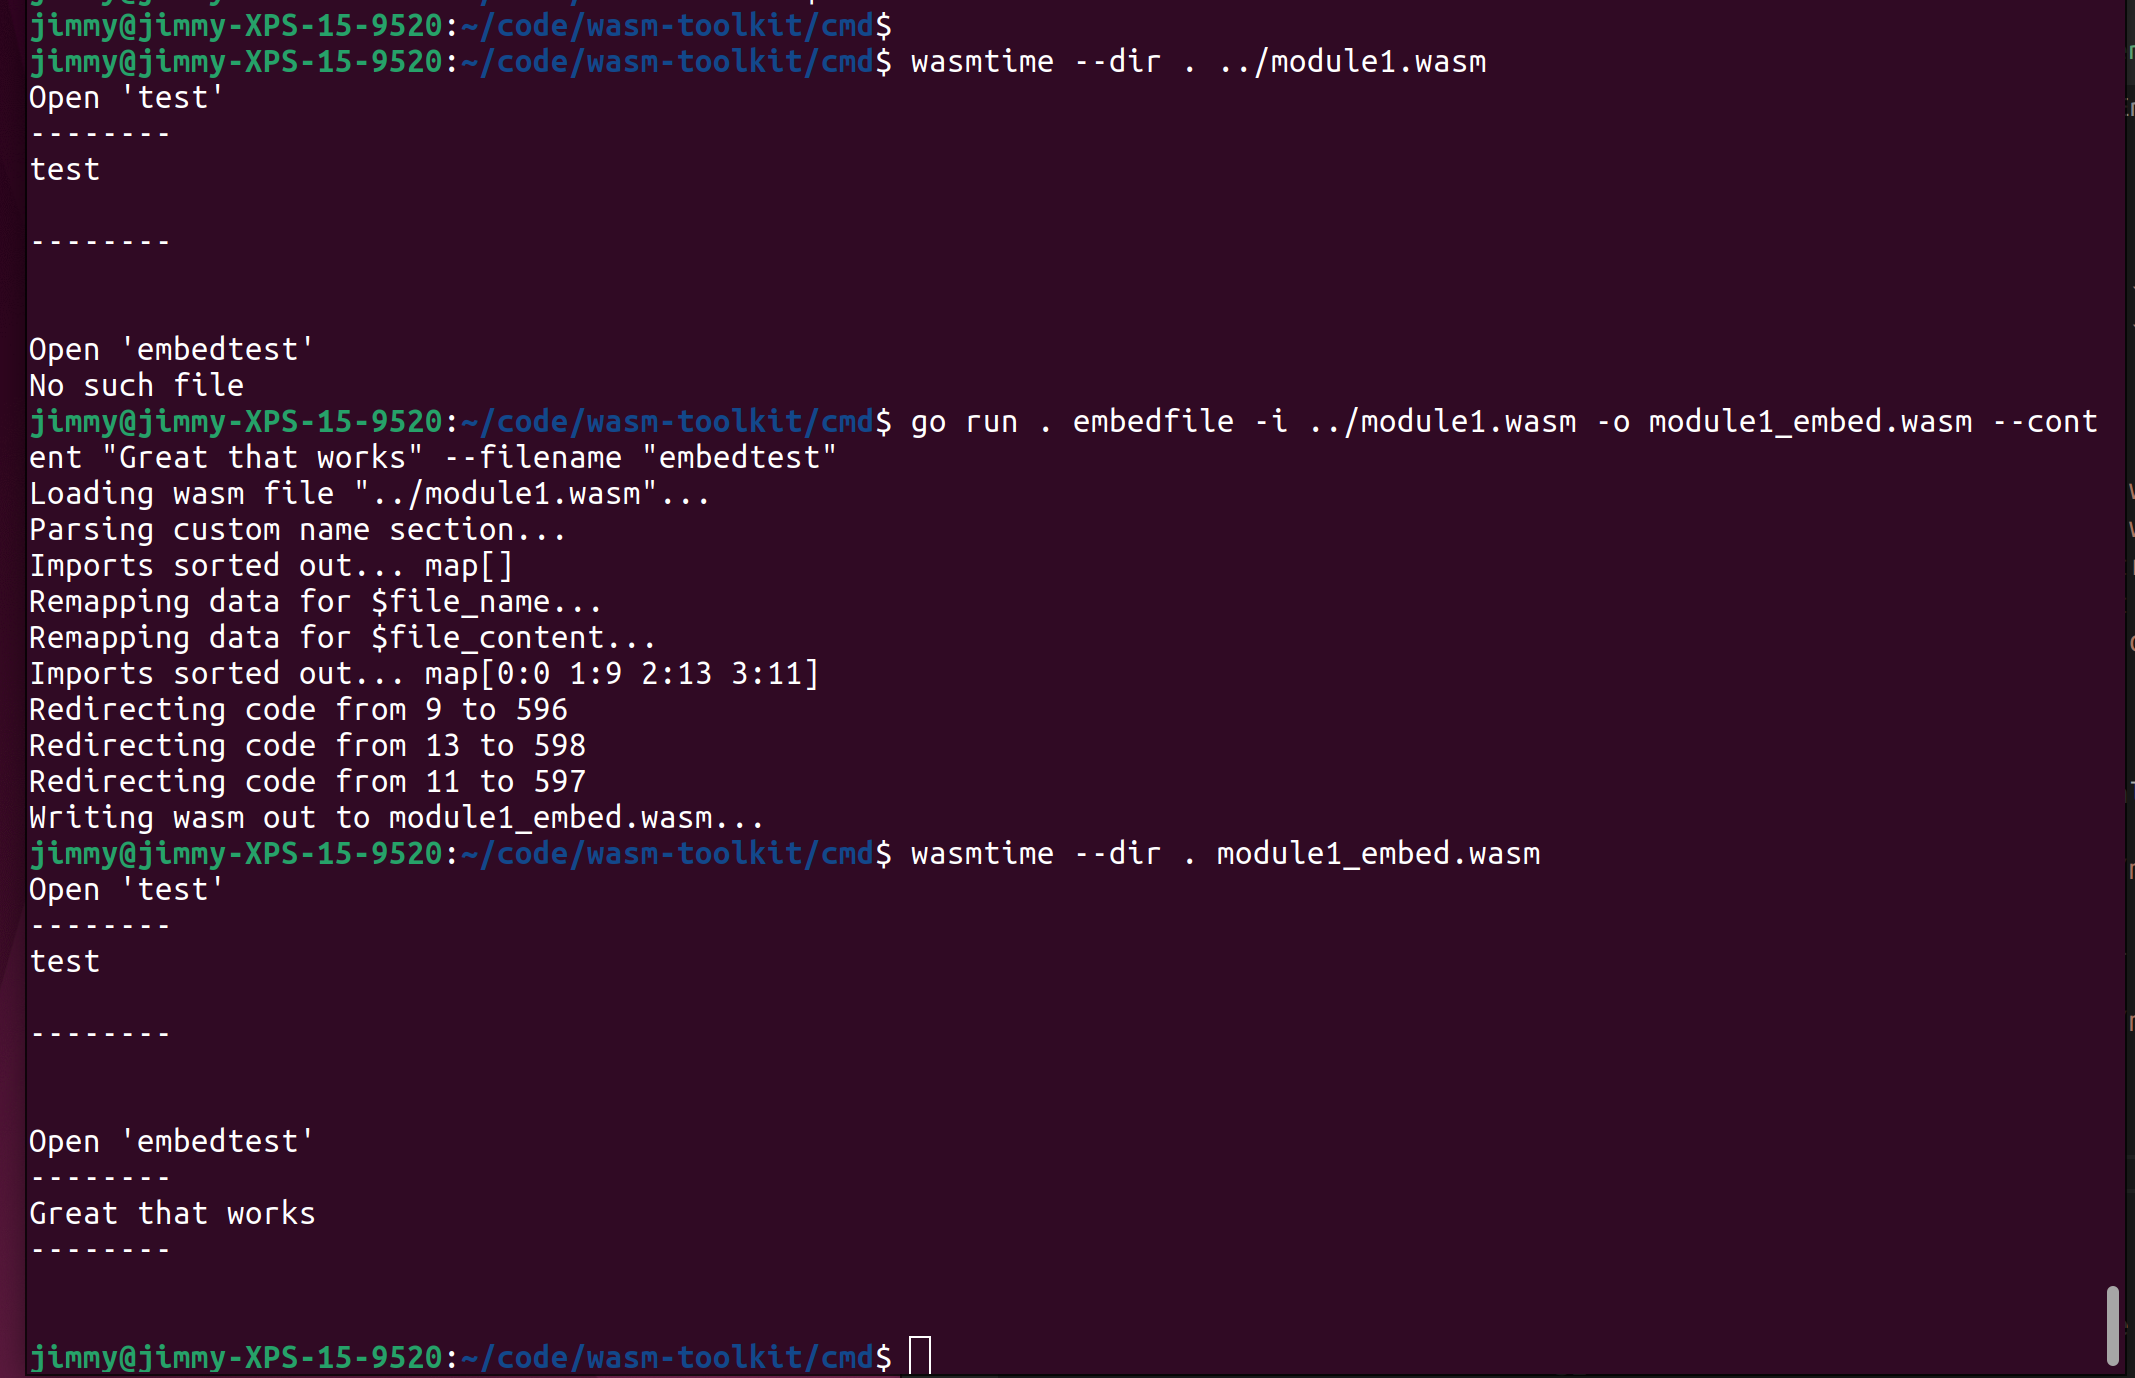 jimmy@jimmy-XPS-15-9520:~/code/wasm-toolkit/cmd$
jimmy@jimmy-XPS-15-9520:~/code/wasm-toolkit/cmd$ wasmtime --dir . ../module1.wasm
Open 'test'
--------
test
--------
Open 'embedtest'
No such file
jimmy@jimmy-XPS-15-9520:~/code/wasm-toolkit/cmd$ go run . embedfile -i ../module1.wasm -o module1_embed.wasm --cont
ent "Great that works" --filename "embedtest"
Loading wasm file "../module1.wasm"...
Parsing custom name section...
Imports sorted out... map[]
Remapping data for $file_name...
Remapping data for $file_content...
Imports sorted out... map[0:0 1:9 2:13 3:11]
Redirecting code from 9 to 596
Redirecting code from 13 to 598
Redirecting code from 11 to 597
Writing wasm out to module1_embed.wasm...
jimmy@jimmy-XPS-15-9520:~/code/wasm-toolkit/cmd$ wasmtime --dir . module1_embed.wasm
Open 'test'
--------
test
--------
Open 'embedtest'
--------
Great that works
--------
jimmy@jimmy-XPS-15-9520:~/code/wasm-toolkit/cmd$